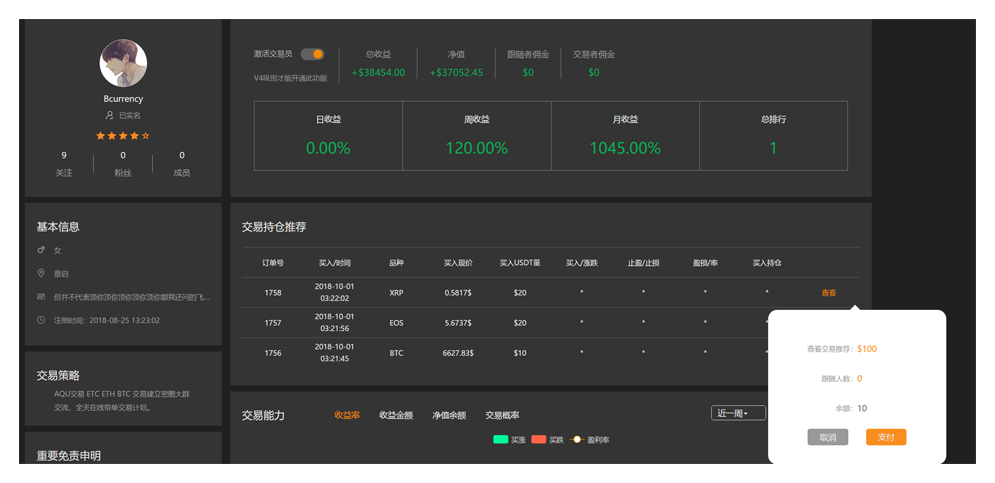 Bcurrency
已实名
9 0 0
关注 粉丝 成员
基本信息
女
章启
但并不代表顶你顶你顶你顶你顶你都我还问的飞...
注册时间：2018-08-25 13:23:02
交易策略
AQU交易 ETC ETH BTC 交易建立密圈大群
交流，全天在线带单交易计划。
重要免责申明
激活交易员
V4级别才能开通此功能
总收益 净值 跟随者佣金 交易者佣金
+$38454.00 +$37052.45 $0 $0
日收益 周收益 月收益 总排行
0.00% 120.00% 1045.00% 1
交易持仓推荐
订单号 买入/时间 品种 买入现价 买入USDT量 买入/涨跌 止盈/止损 盈损/率 买入持仓
1758 2018-10-01 03:22:02 XRP 0.5817$ $20 * * * * 查看
1757 2018-10-01 03:21:56 EOS 5.6737$ $20 * * *
1756 2018-10-01 03:21:45 BTC 6627.83$ $10 * * *
查看交易推荐：$100
跟随人数：0
余额：10
取消 支付
交易能力 收益率 收益金额 净值余额 交易概率 近一周
买涨 买跌 盈利率